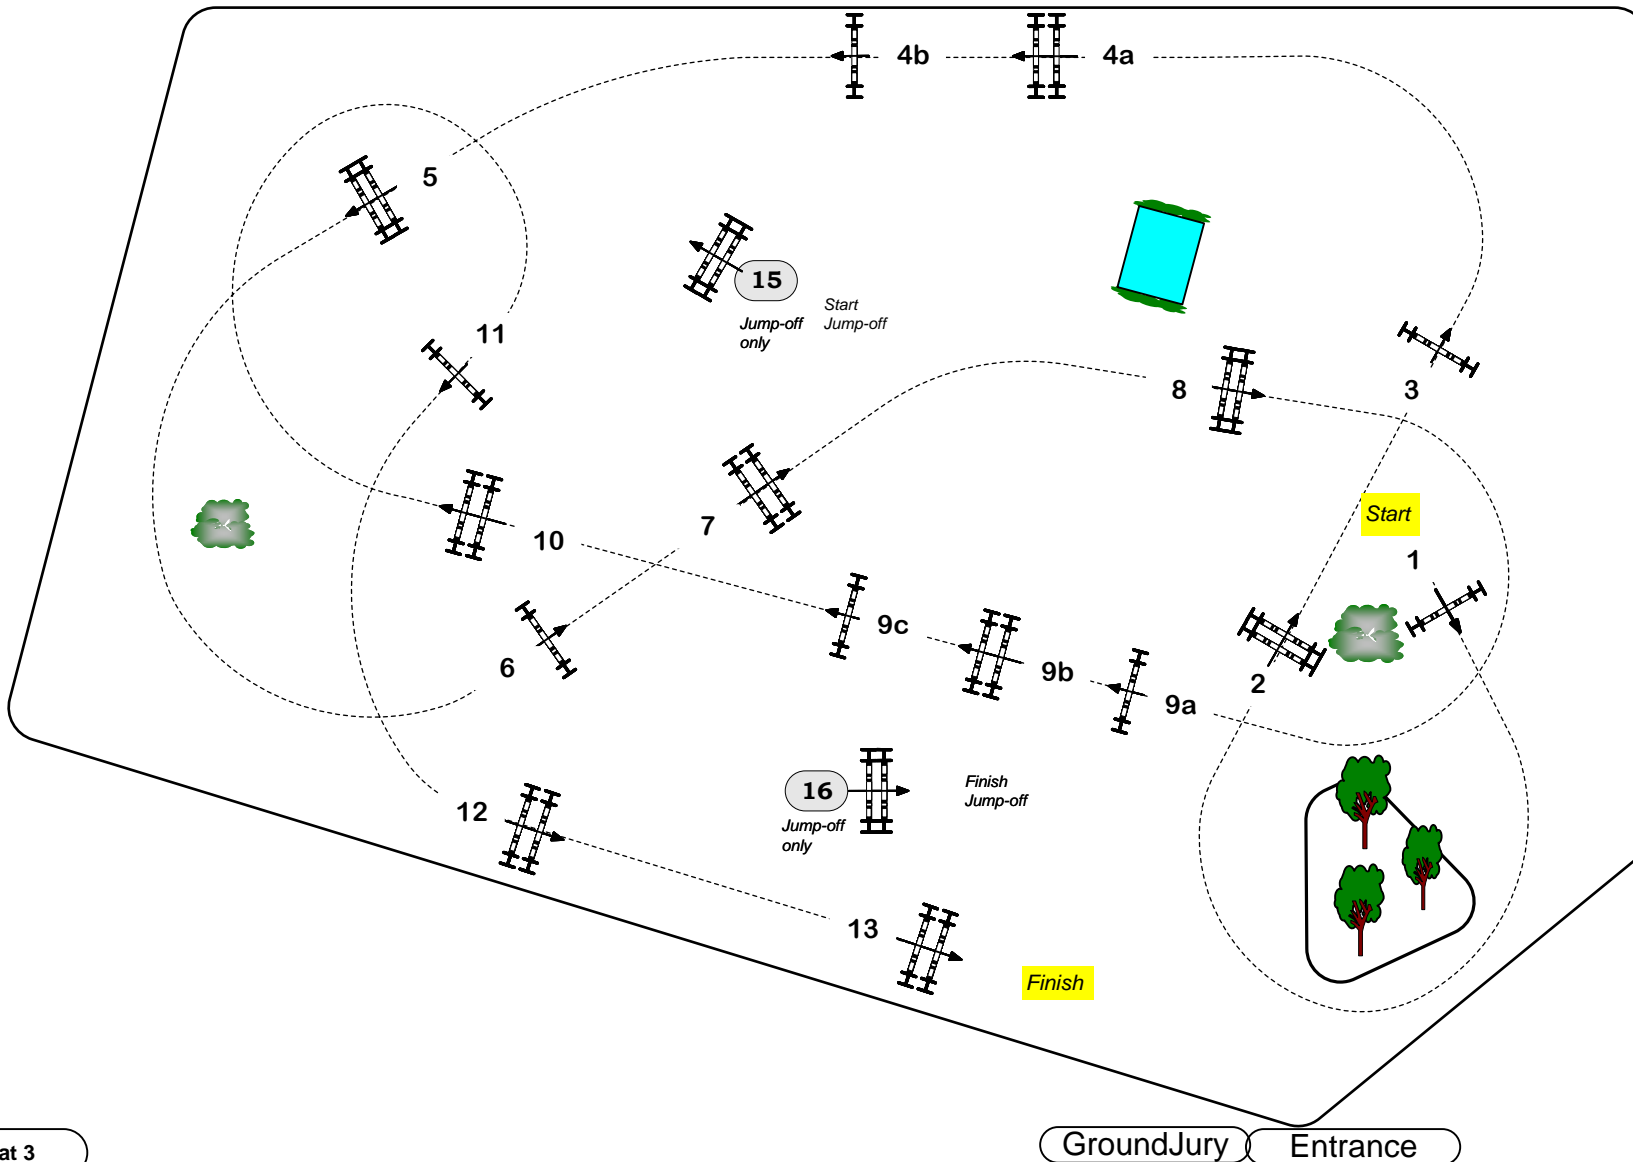 4b
4a
5
15
Start
Jump-off
Jump-off
only
11
3
8
Start
7
10
1
9c
6
9b
2
9a
16
Finish
Jump-off
12
Jump-off
only
13
Finish
GroundJury
Entrance
at 3